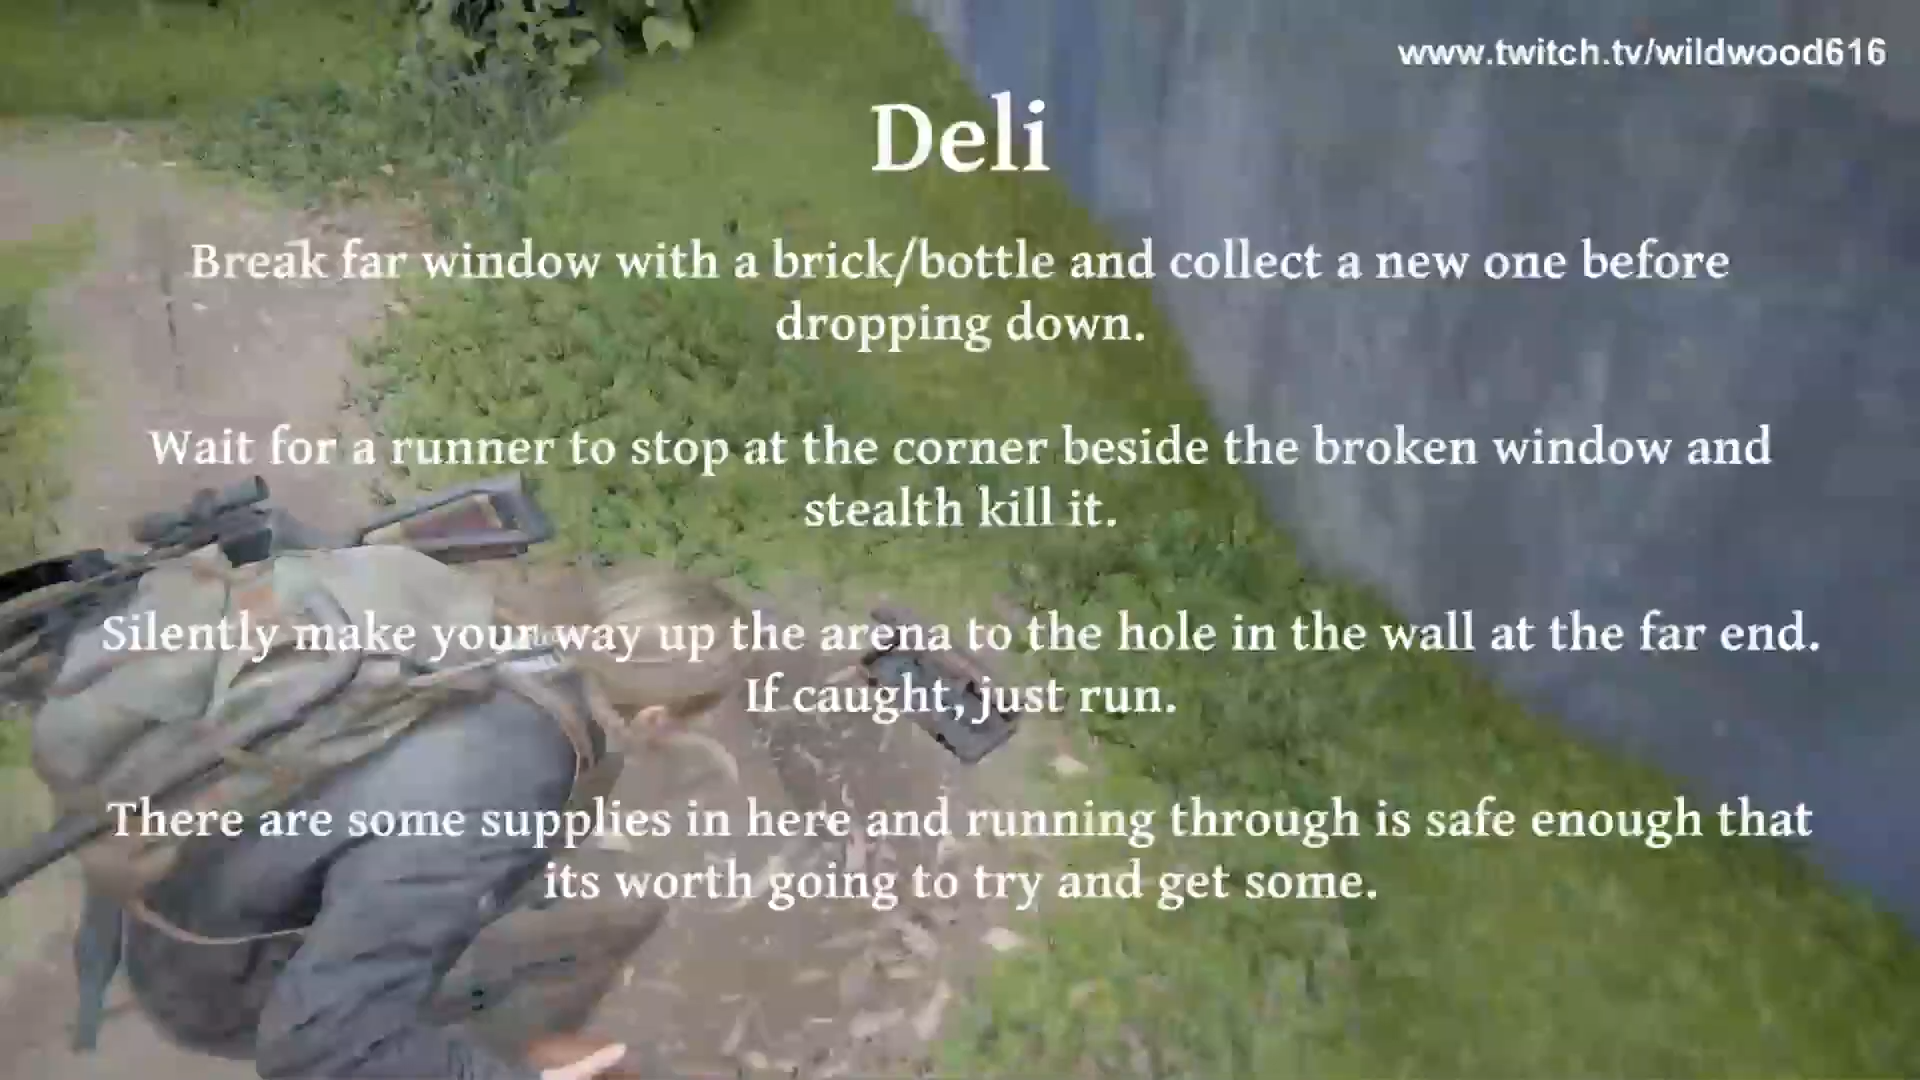 www.twitch.tv/wildwood616
Deli
Break far window with a brick/bottle and collect a new one before
dropping down.
Wait for a runner to stop at the corner beside the broken window and
stealth kill it.
Silently make your way up the arena to the hole in the wall at the far end.
If caught, just run.
There are some supplies in here and running through is safe enough that
its worth going to try and get some.